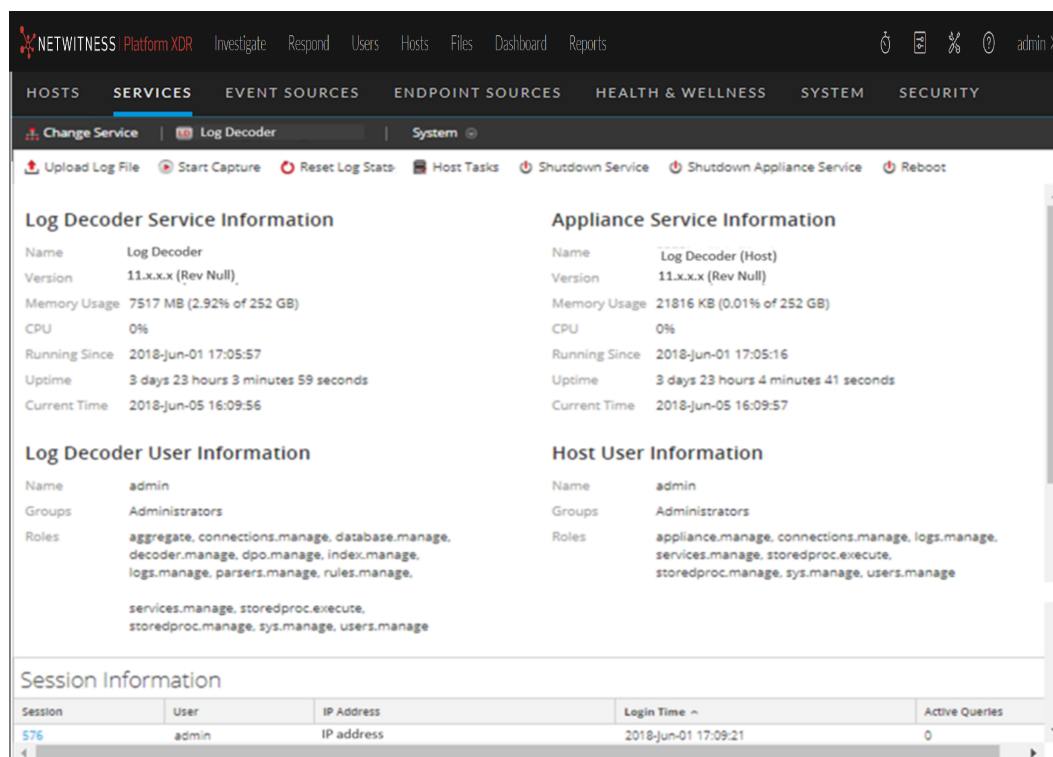 NETWITNESS Platform XDR Investigate Respond Users Hosts Files Dashboard Reports admin
HOSTS SERVICES EVENT SOURCES ENDPOINT SOURCES HEALTH & WELLNESS SYSTEM SECURITY
Change Service LD Log Decoder System
Upload Log File Start Capture Reset Log Stats Host Tasks Shutdown Service Shutdown Appliance Service Reboot
Log Decoder Service Information
Name Log Decoder
Version 11.x.x.x (Rev Null)
Memory Usage 7517 MB (2.92% of 252 GB)
CPU 0%
Running Since 2018-Jun-01 17:05:57
Uptime 3 days 23 hours 3 minutes 59 seconds
Current Time 2018-Jun-05 16:09:56
Appliance Service Information
Name Log Decoder (Host)
Version 11.x.x.x (Rev Null)
Memory Usage 21816 KB (0.01% of 252 GB)
CPU 0%
Running Since 2018-Jun-01 17:05:16
Uptime 3 days 23 hours 4 minutes 41 seconds
Current Time 2018-Jun-05 16:09:57
Log Decoder User Information
Name admin
Groups Administrators
Roles aggregate, connections.manage, database.manage,
decoder.manage, dpo.manage, index.manage,
logs.manage, parsers.manage, rules.manage,
services.manage, storedproc.execute,
storedproc.manage, sys.manage, users.manage
Host User Information
Name admin
Groups Administrators
Roles appliance.manage, connections.manage, logs.manage,
services.manage, storedproc.execute,
storedproc.manage, sys.manage, users.manage
Session Information
Session User IP Address Login Time Active Queries
576 admin IP address 2018-Jun-01 17:09:21 0